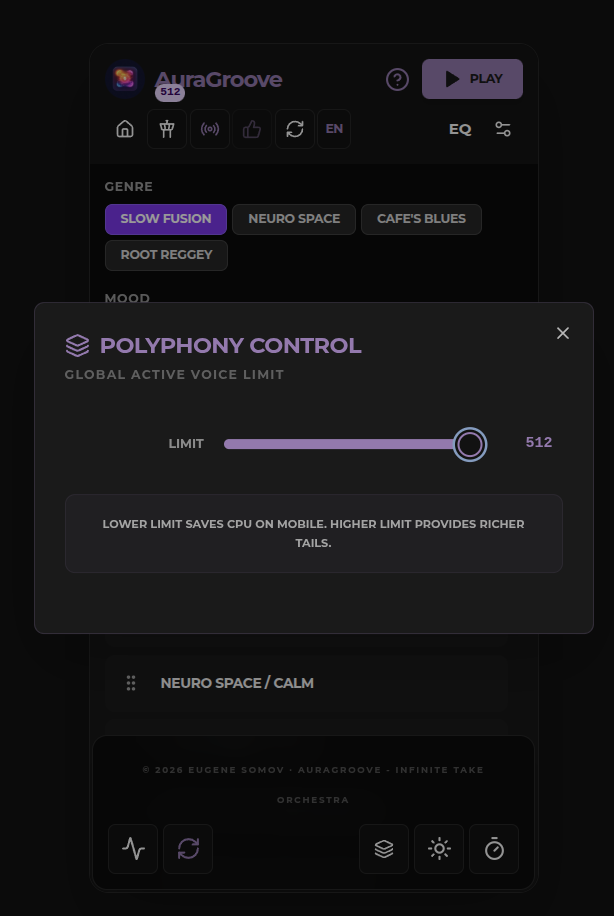 AuraGroove
PLAY
512
EN
EQ
GENRE
SLOW FUSION
NEURO SPACE
CAFE'S BLUES
ROOT REGGEY
MOOD
POLYPHONY CONTROL
GLOBAL ACTIVE VOICE LIMIT
LIMIT
512
LOWER LIMIT SAVES CPU ON MOBILE. HIGHER LIMIT PROVIDES RICHER
TAILS.
NEURO SPACE / CALM
© 2026 EUGENE SOMOV · AURAGROOVE - INFINITE TAKE
ORCHESTRA